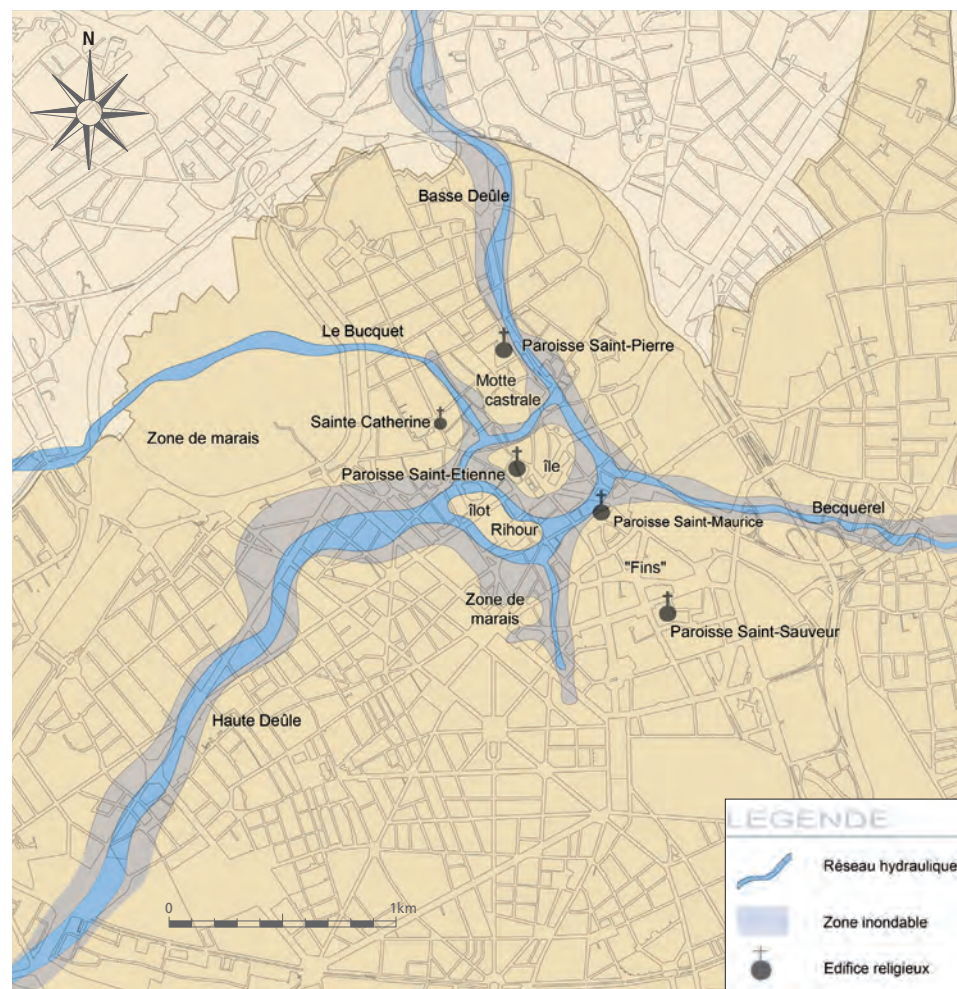 N
Basse Deûle
Le Bucquet
Paroisse Saint-Pierre
Motte
castrale
Sainte Catherine
Zone de marais
Paroisse Saint-Etienne
île
îlot
Rihour
Paroisse Saint-Maurice
Becquerel
"Fins"
Zone de
marais
Paroisse Saint-Sauveur
Haute Deûle
0
1km
LEGENDE
Réseau hydraulique
Zone inondable
Edifice religieux